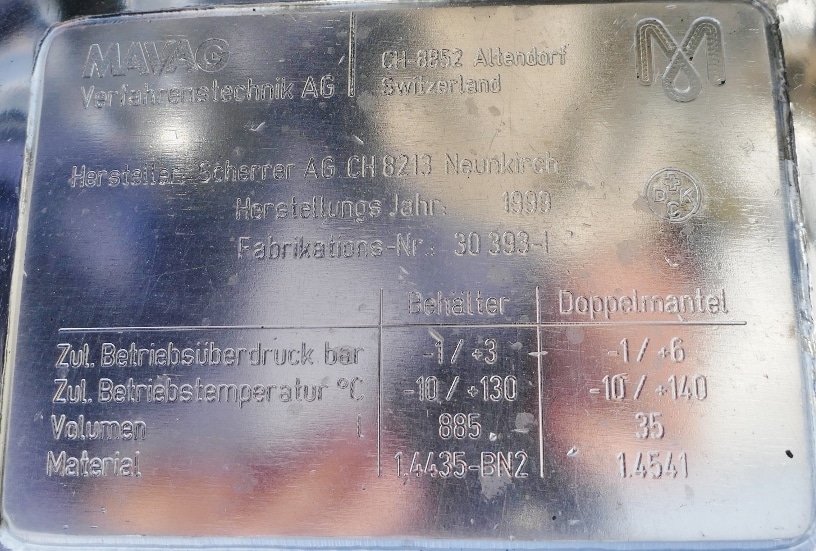 MAVAG
Verfahrenstechnik AG
CH-8852 Altendorf
Switzerland
Hersteller: Scherrer AG CH 8213 Neunkirch
Herstellungs Jahr:
Fabrikations-Nr.: 30 393-1
Behälter Doppelmantel
Zul. Betriebsüberdruck bar -1 / +3 -1 / +6
Zul. Betriebstemperatur °C -10 / +130 -10 / +140
Volumen l 885 35
Material 1.4435-BN2 1.4541